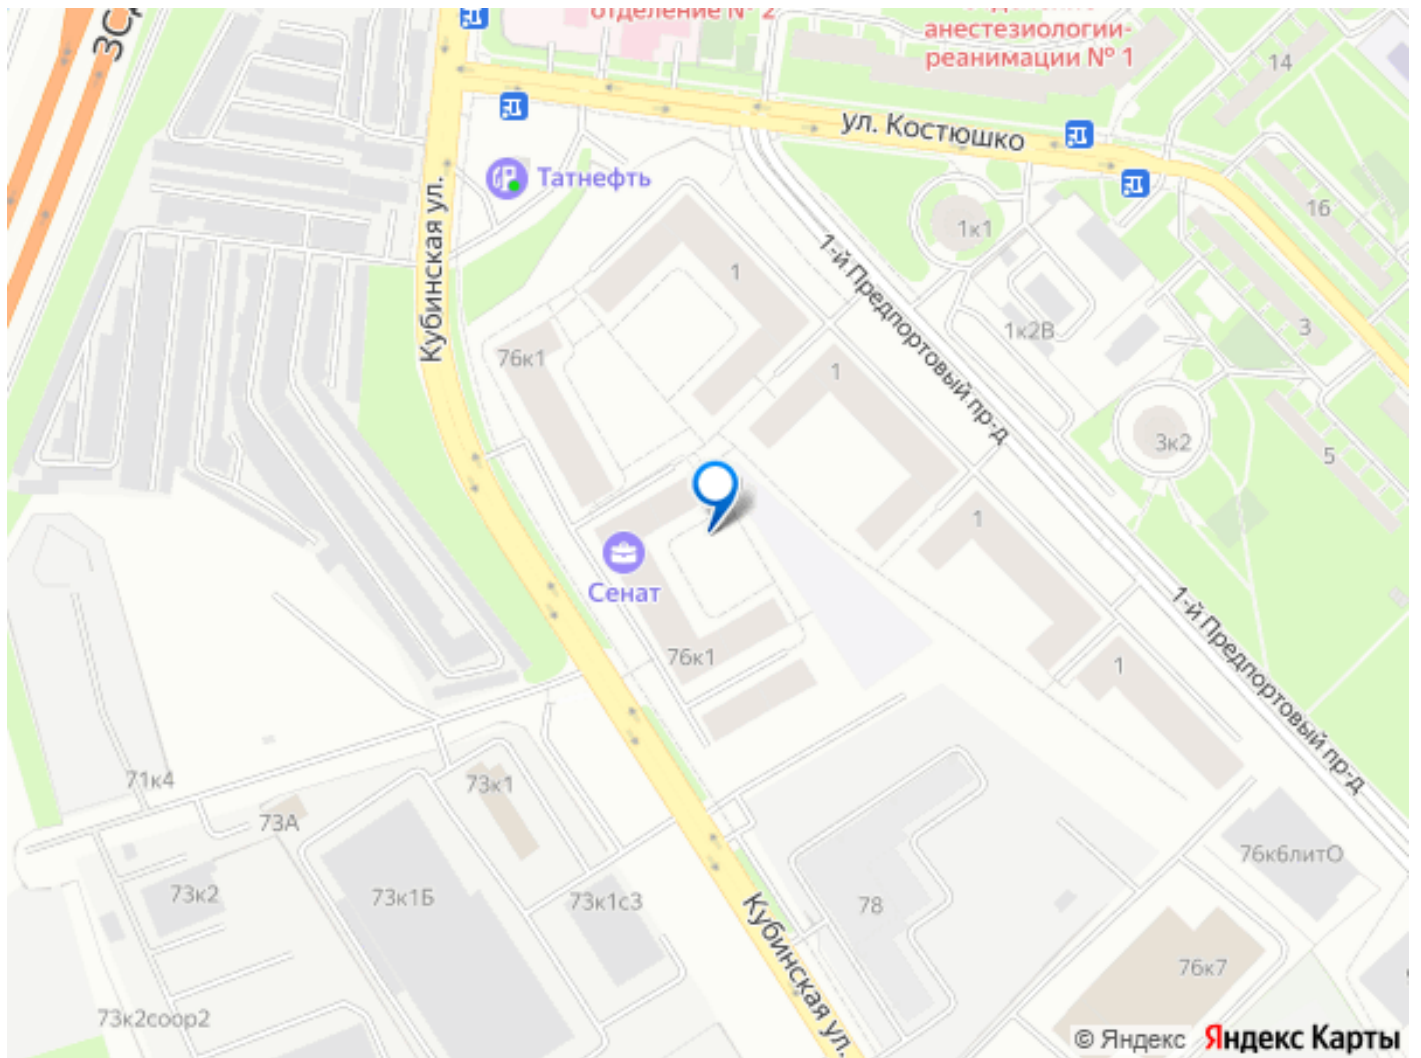 ЗС
отделение № 2
анестезиологии-
реанимации № 1
14
ул. Костюшко
Татнефть
16
1к1
Кубинская ул.
1-й Предпортовый пр-д
1
1к2В
3
76к1
1
3к2
5
1
Сенат
1-й Предпортовый пр-д
76к1
1
71к4
73к1
73А
76к6литО
73к2
73к1Б
73к1с3
78
Кубинская ул.
76к7
73к2соор2
© Яндекс Яндекс Карты